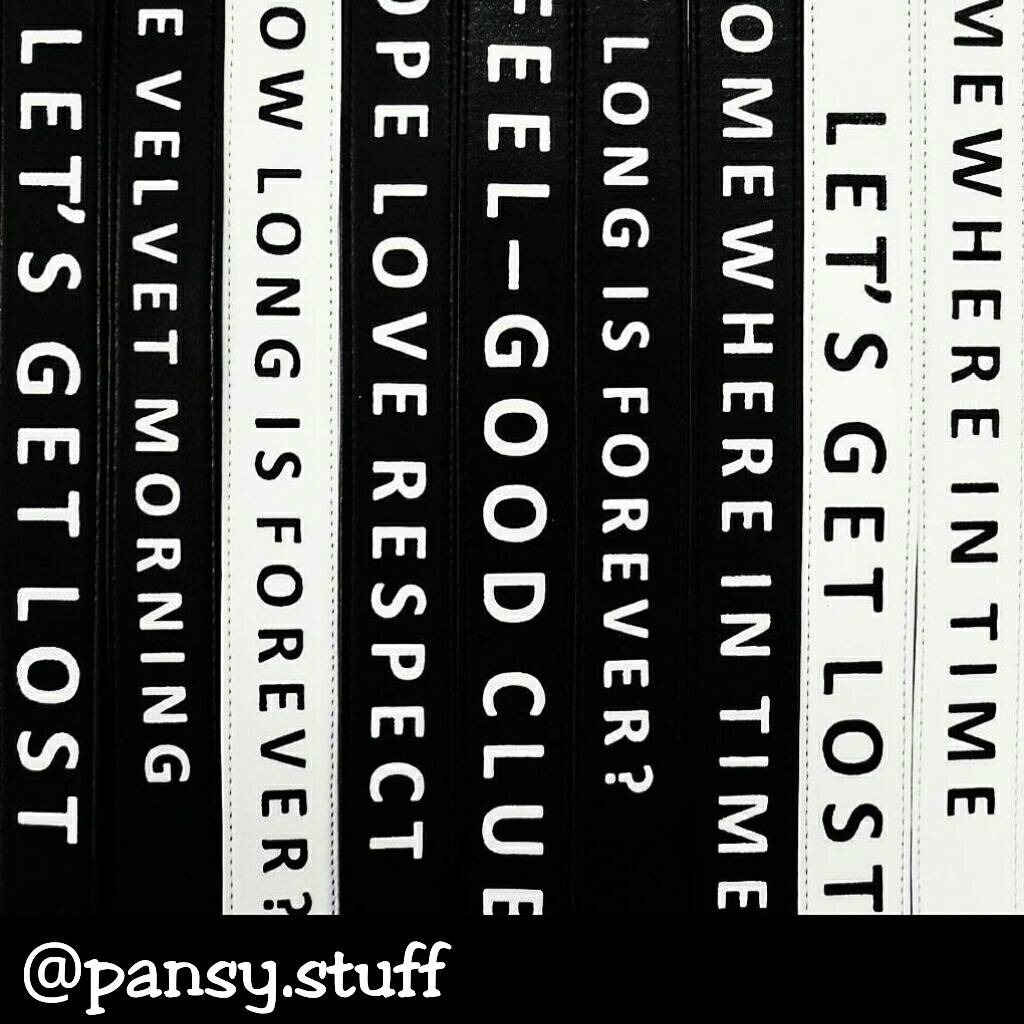 LET'S GET LOST
E VELVET MORNING
OW LONG IS FOREVER?
OPE LOVE RESPECT
FEEL-GOOD CLUE
LONG IS FOREVER?
OMEWHERE IN TIME
LET'S GET LOST
MEWHERE IN TIME
@pansy.stuff